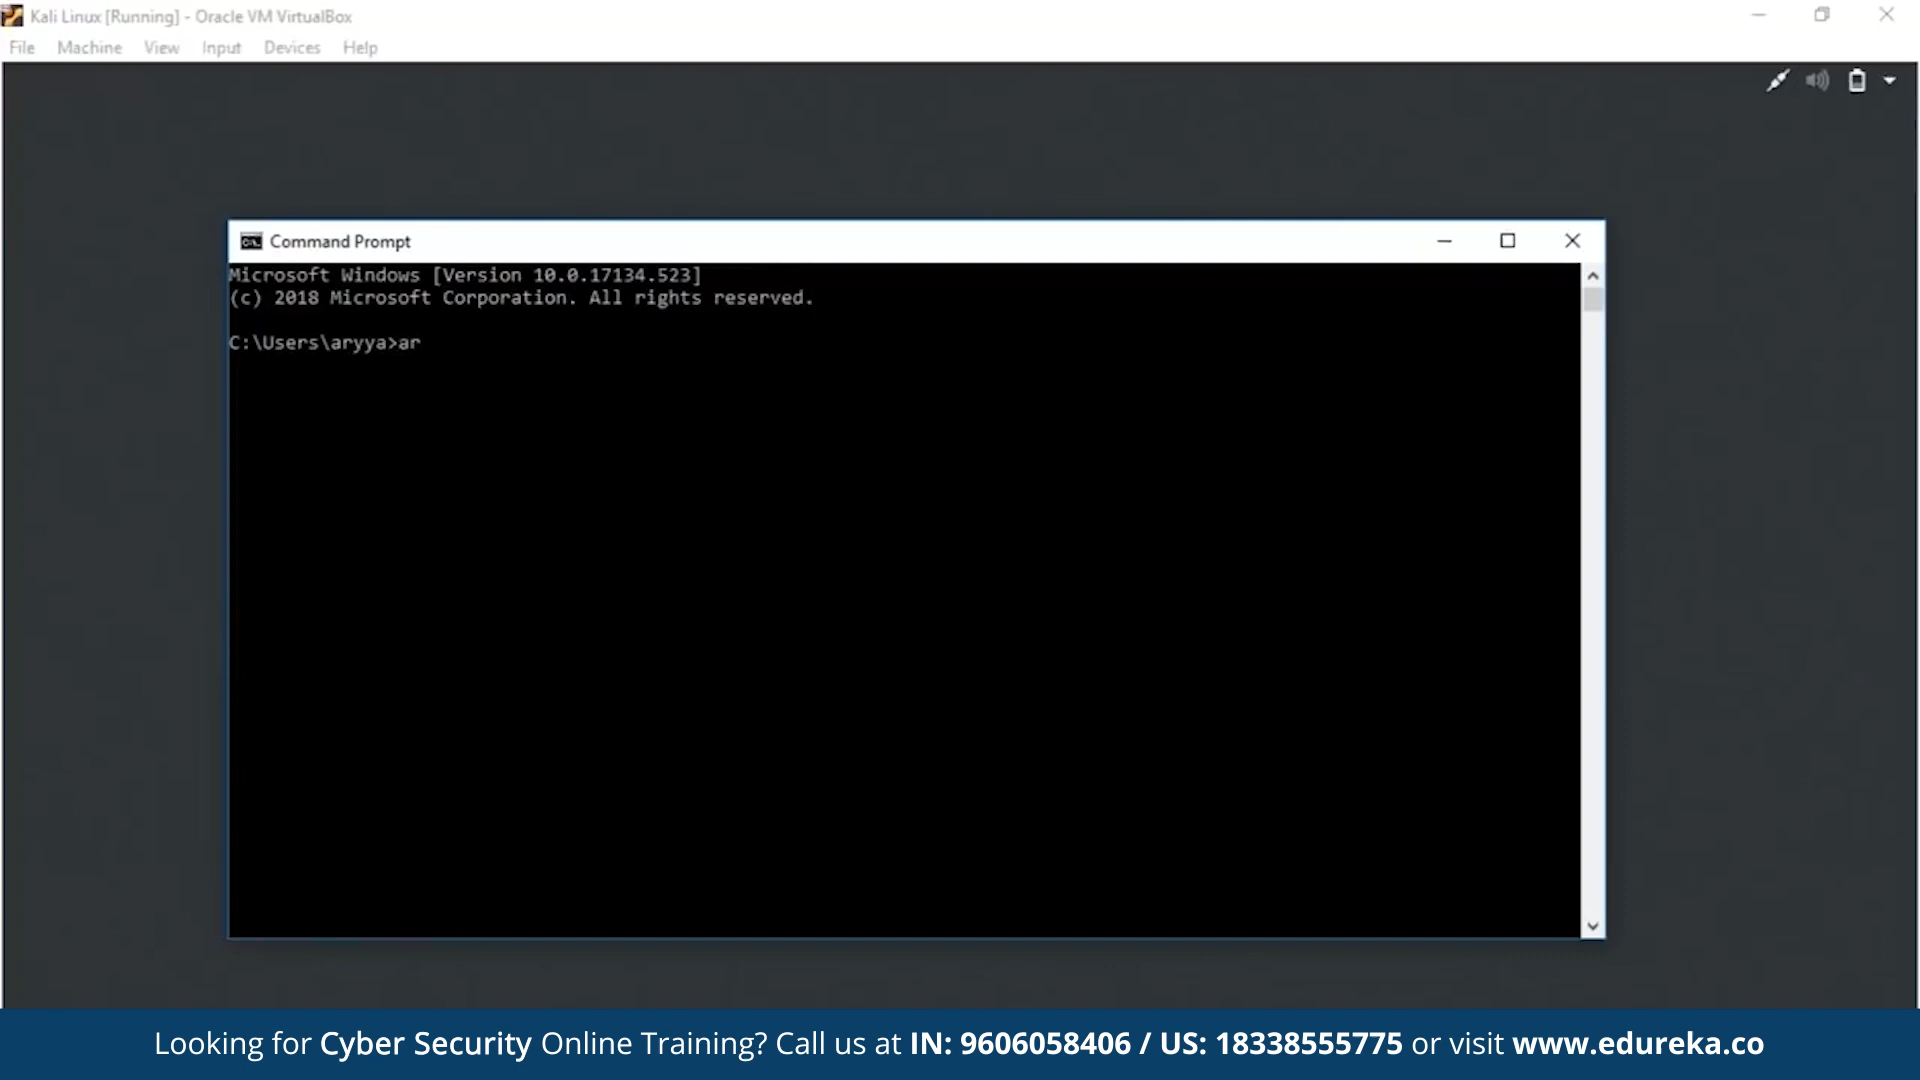 Kali Linux [Running] - Oracle VM VirtualBox
File Machine View Input Devices Help
Command Prompt
Microsoft Windows [Version 10.0.17134.523]
(c) 2018 Microsoft Corporation. All rights reserved.
C:\Users\aryya>ar
Looking for Cyber Security Online Training? Call us at IN: 9606058406 / US: 18338555775 or visit www.edureka.co